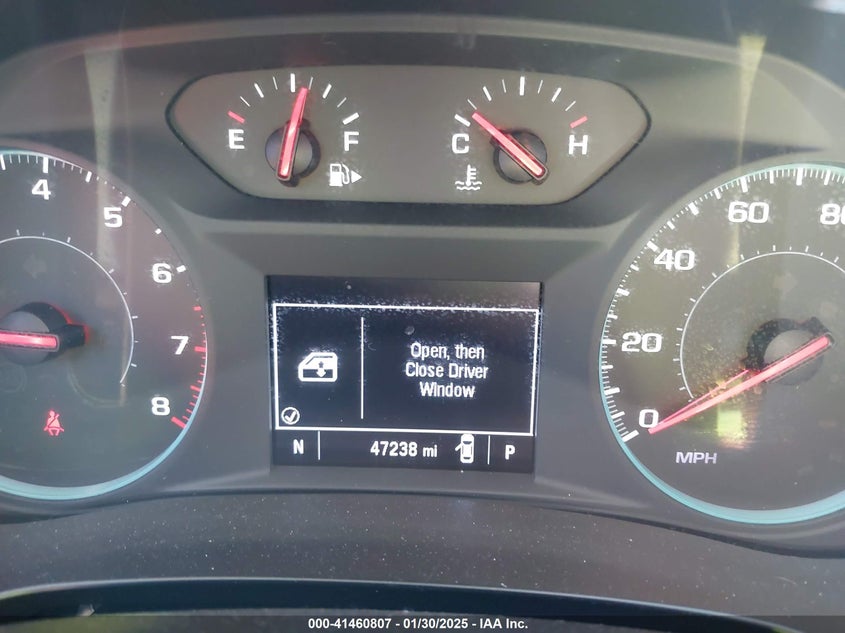 E F
C H
4
5
6
7
8
0
20
40
60
80
MPH
Open, then
Close Driver
Window
N 47238 mi P
000-41460807 - 01/30/2025 - IAA Inc.